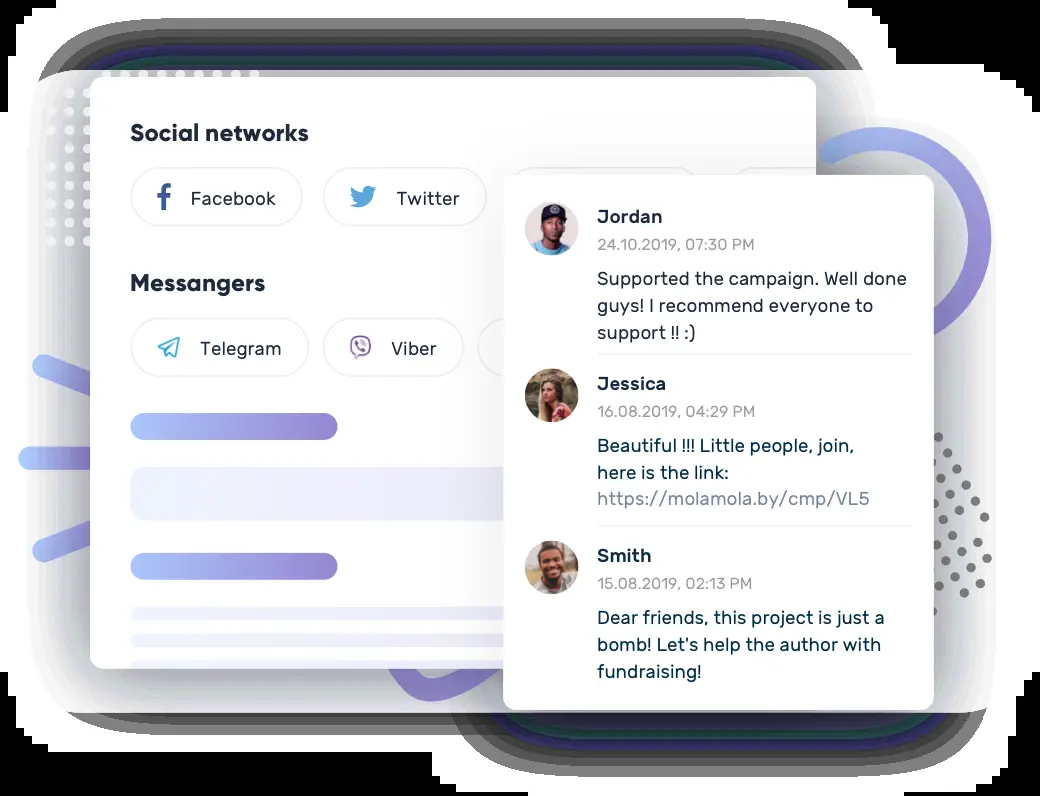 Social networks
Facebook
Twitter
Messangers
Telegram
Viber
Jordan
24.10.2019, 07:30 PM
Supported the campaign. Well done
guys! I recommend everyone to
support !! :)
Jessica
16.08.2019, 04:29 PM
Beautiful !!! Little people, join,
here is the link:
https://molamola.by/cmp/VL5
Smith
15.08.2019, 02:13 PM
Dear friends, this project is just a
bomb! Let's help the author with
fundraising!